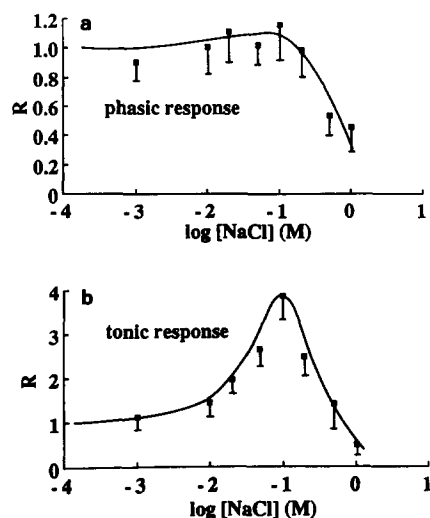 a
1.2
1.0
0.8
0.6
0.4
0.2
0
R
phasic response
-4 -3 -2 -1 0 1
log [NaCl] (M)
b
4
3
2
1
0
R
tonic response
-4 -3 -2 -1 0 1
log [NaCl] (M)